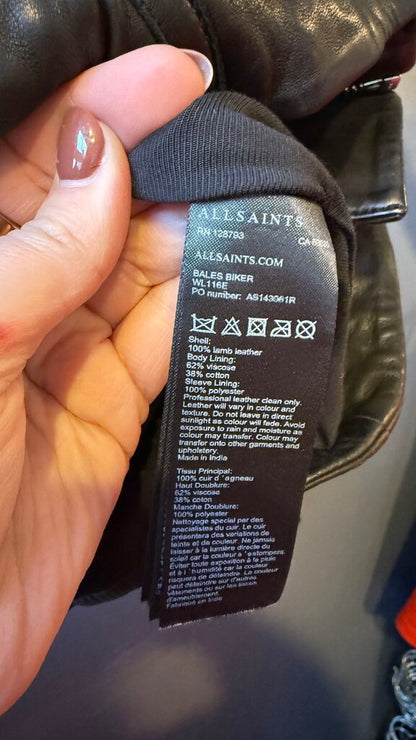 ALLSAINTS
RN 128793
ALLSAINTS.COM
BALES BIKER
WL116E
PO number: AS143061R
Shell:
100% lamb leather
Body Lining:
62% viscose
38% cotton
Sleeve Lining:
100% polyester
Professional leather clean only.
Leather will vary in colour and
texture. Do not leave in direct
sunlight as colour will fade. Avoid
exposure to rain and moisture as
colour may transfer. Colour may
transfer onto other garments and
upholstery.
Made in India
Tissu Principal:
100% cuir d'agneau
Haut Doublure:
62% viscose
38% coton
Manche Doublure:
100% polyester
Nettoyage special par des
specialistes du cuir. Le cuir
présentera des variations de
teinte et de couleur. Ne jamais
laisser à la lumière directe du
soleil car la couleur à 'estompera.
Éviter toute exposition à la pluie
et à l 'humidité car la couleur
risquera de déteindre. La couleur
peut déteindre sur d'autres
vêtements ou sur les tissus
d'ameublement.
Fabriqué en Inde